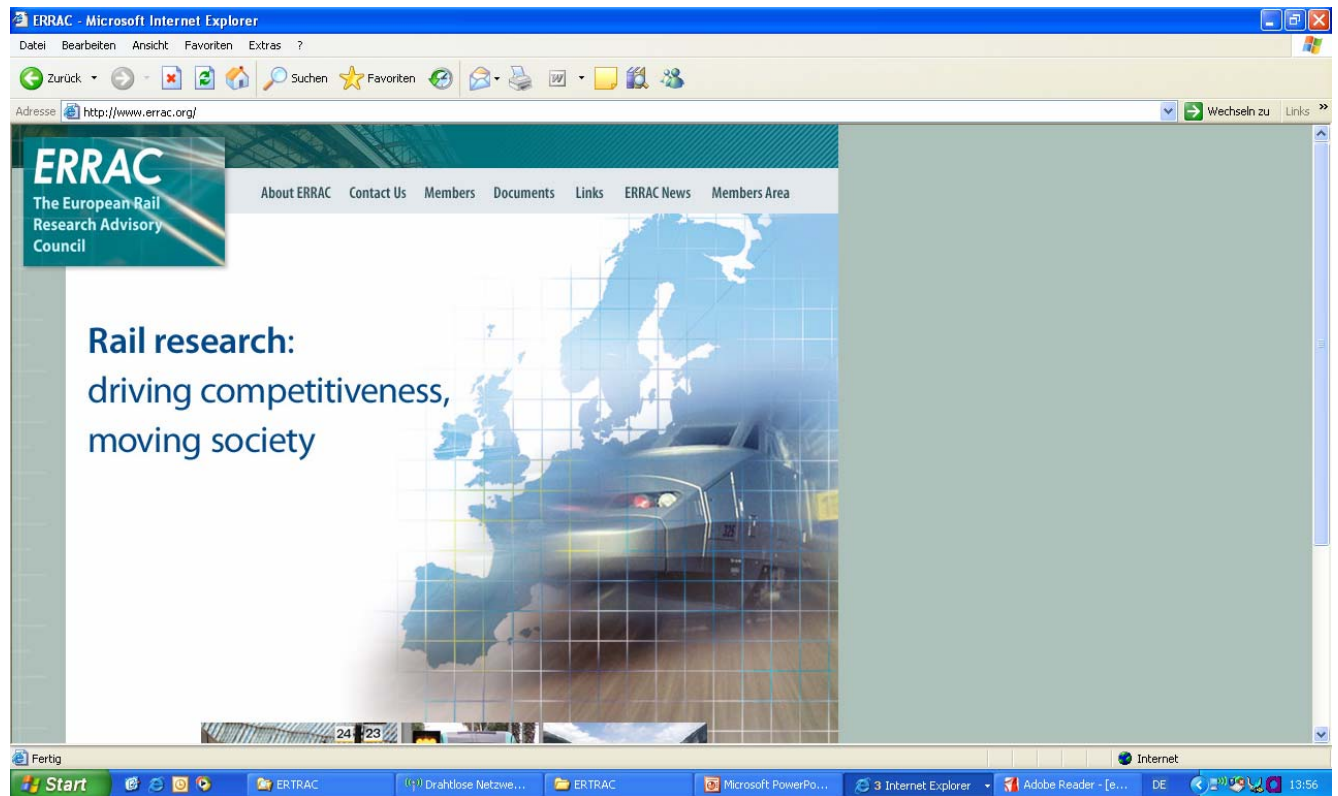 ERRAC - Microsoft Internet Explorer
Datei Bearbeiten Ansicht Favoriten Extras ?
Zurück Suchen Favoriten
Adresse http://www.errac.org/ Wechseln zu Links »
ERRAC
The European Rail
Research Advisory
Council
About ERRAC Contact Us Members Documents Links ERRAC News Members Area
Rail research:
driving competitiveness,
moving society
325
24 23
Fertig Internet
Start ERTRAC Drahtlose Netzwe... ERTRAC Microsoft PowerPo... 3 Internet Explorer Adobe Reader - [e... DE 13:56